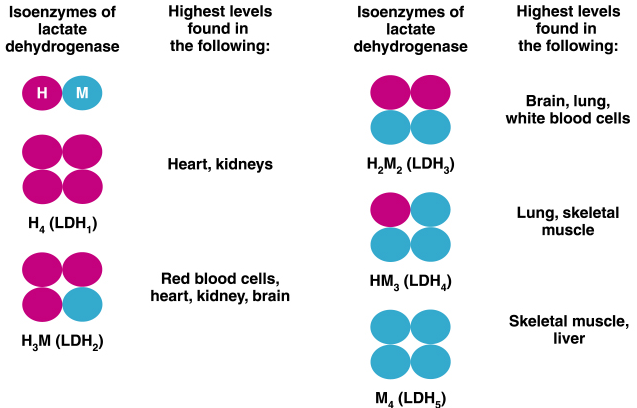 Isoenzymes of
lactate
dehydrogenase
Highest levels
found in
the following:
H M
Heart, kidneys
H₄ (LDH₁)
Red blood cells,
heart, kidney, brain
H₃M (LDH₂)
Isoenzymes of
lactate
dehydrogenase
Highest levels
found in
the following:
Brain, lung,
white blood cells
H₂M₂ (LDH₃)
Lung, skeletal
muscle
HM₃ (LDH₄)
Skeletal muscle,
liver
M₄ (LDH₅)